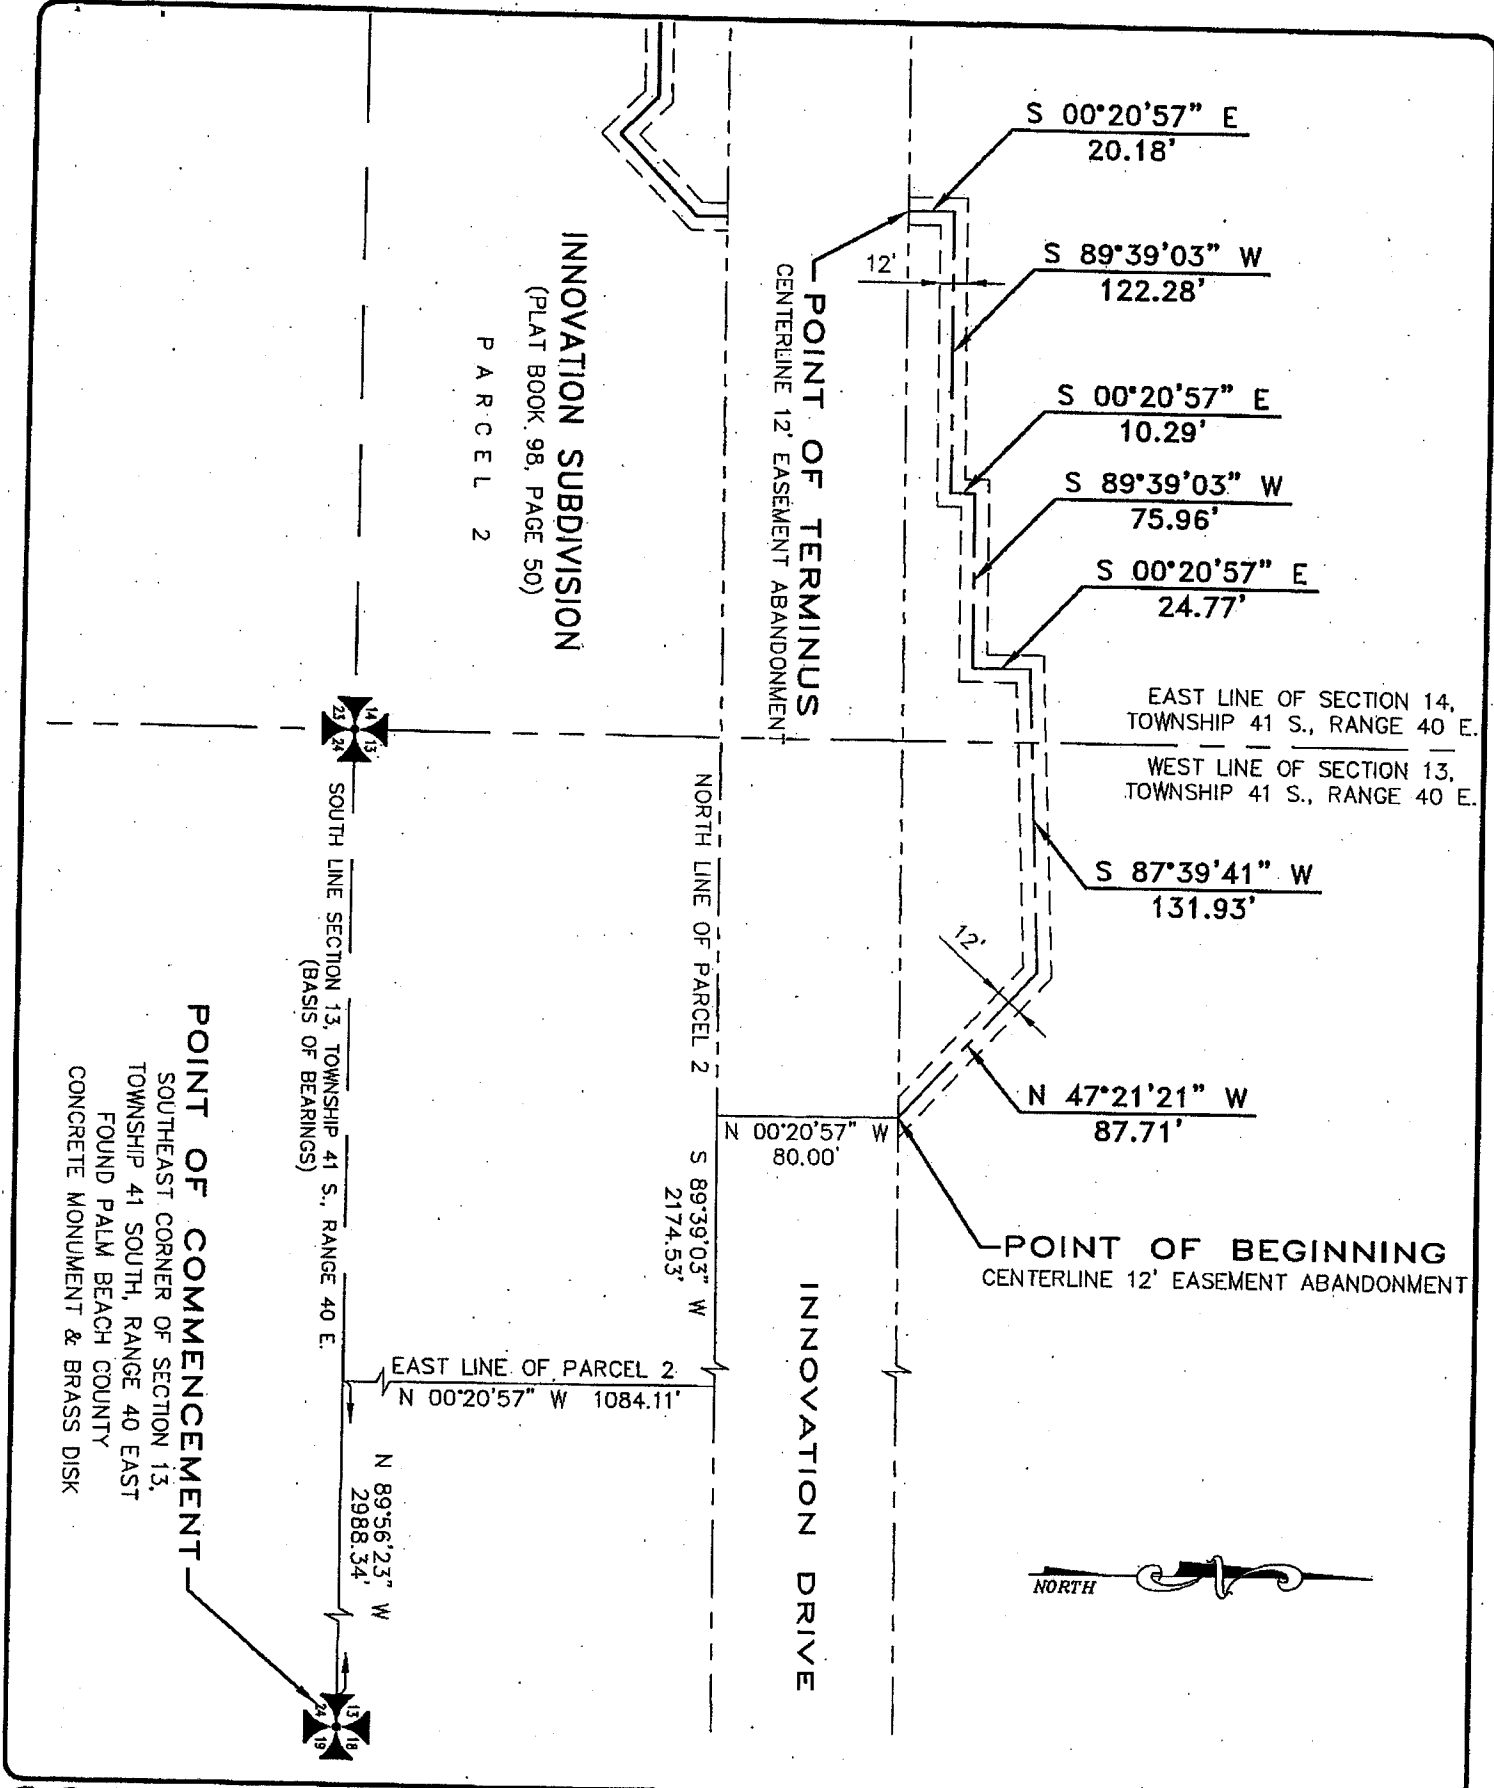 S 00°20'57" E
20.18'
S 89°39'03" W
122.28'
12'
S 00°20'57" E
10.29'
S 89°39'03" W
75.96'
S 00°20'57" E
24.77'
EAST LINE OF SECTION 14,
TOWNSHIP 41 S., RANGE 40 E.
WEST LINE OF SECTION 13,
TOWNSHIP 41 S., RANGE 40 E.
S 87°39'41" W
131.93'
12'
N 47°21'21" W
87.71'
POINT OF BEGINNING
CENTERLINE 12' EASEMENT ABANDONMENT
POINT OF TERMINUS
CENTERLINE 12' EASEMENT ABANDONMENT
INNOVATION SUBDIVISION
(PLAT BOOK 98, PAGE 50)
PARCEL 2
14
13
23
24
NORTH LINE OF PARCEL 2
S 89°39'03" W
2174.53'
N 00°20'57" W
80.00'
INNOVATION DRIVE
SOUTH LINE SECTION 13, TOWNSHIP 41 S., RANGE 40 E.
(BASIS OF BEARINGS)
EAST LINE OF PARCEL 2
N 00°20'57" W 1084.11'
N 89°56'23" W
2988.34'
POINT OF COMMENCEMENT
SOUTHEAST CORNER OF SECTION 13,
TOWNSHIP 41 SOUTH, RANGE 40 EAST
FOUND PALM BEACH COUNTY
CONCRETE MONUMENT & BRASS DISK
13
18
24
19
NORTH